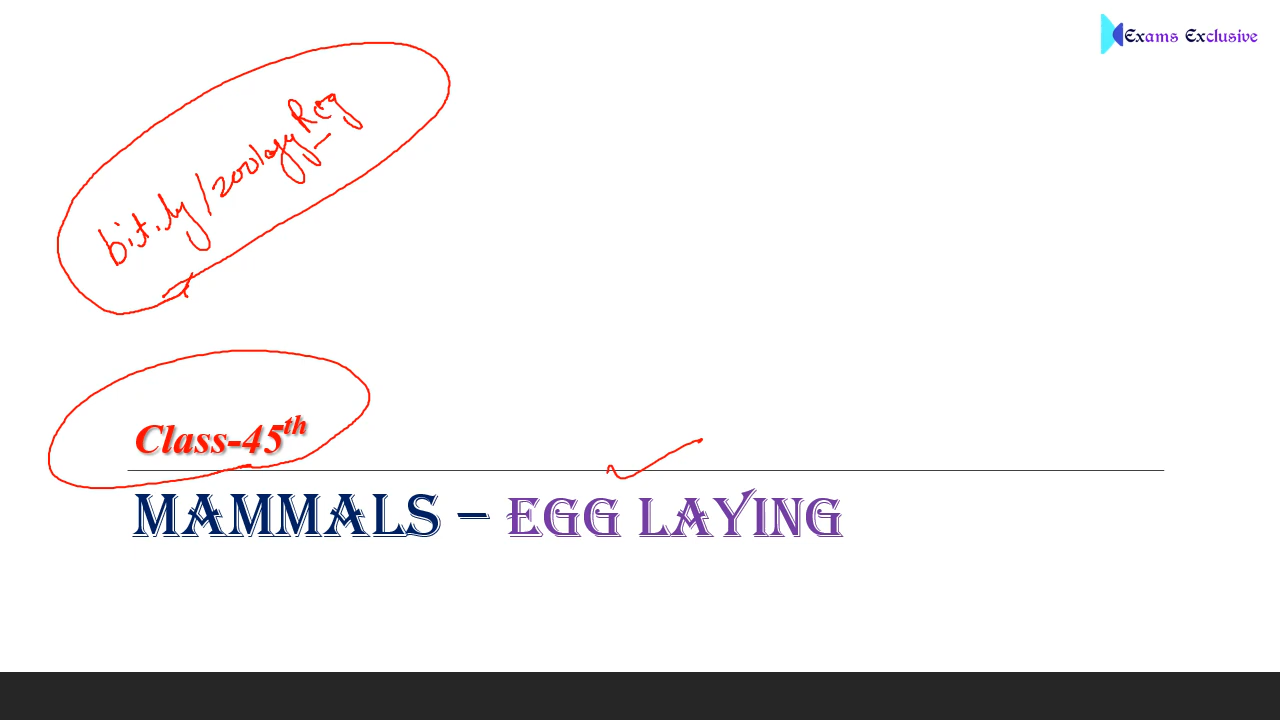 Exams Exclusive
bit.ly/zoologyReg
Class-45th
MAMMALS – EGG LAYING